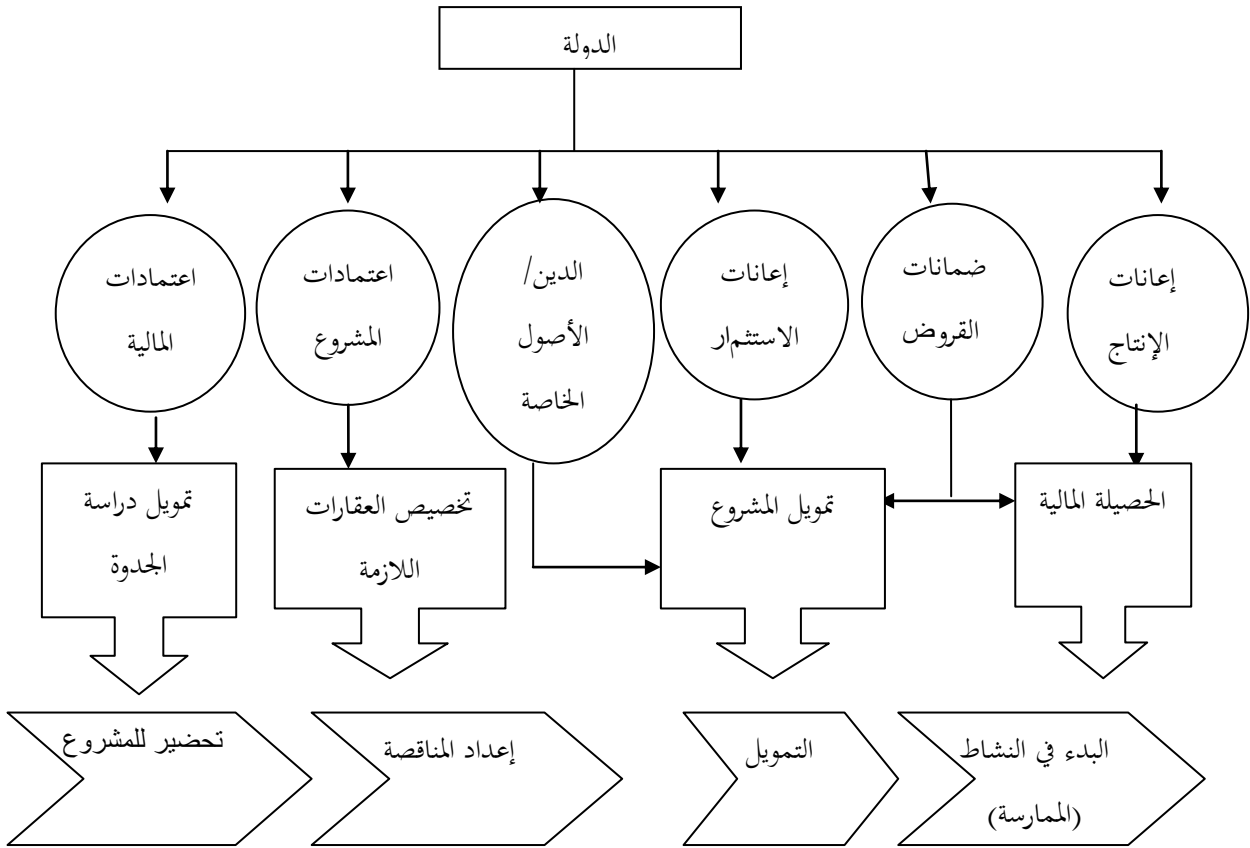 الدولة
إعانات
الإنتاج
ضمانات
القروض
إعانات
الاستثمار
الدين/
الأصول
الخاصة
اعتمادات
المشروع
اعتمادات
المالية
الحصيلة المالية
تمويل المشروع
تخصيص العقارات
اللازمة
تمويل دراسة
الجدوة
تحضير للمشروع
إعداد المناقصة
التمويل
البدء في النشاط
(الممارسة)